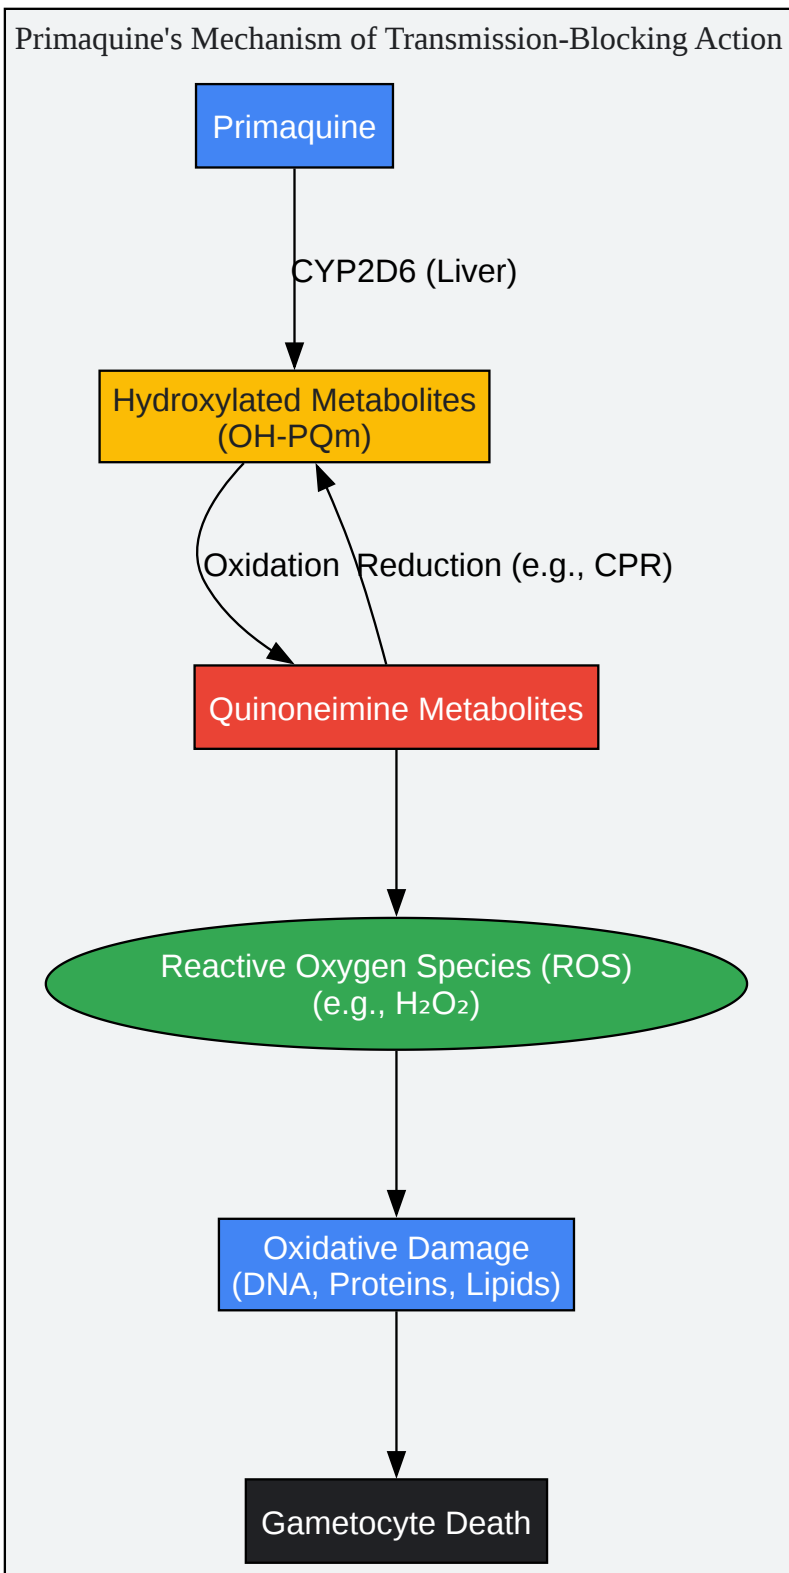 Primaquine's Mechanism of Transmission-Blocking Action
Primaquine
CYP2D6 (Liver)
Hydroxylated Metabolites
(OH-PQm)
Oxidation
Reduction (e.g., CPR)
Quinoneimine Metabolites
Reactive Oxygen Species (ROS)
(e.g., H₂O₂)
Oxidative Damage
(DNA, Proteins, Lipids)
Gametocyte Death